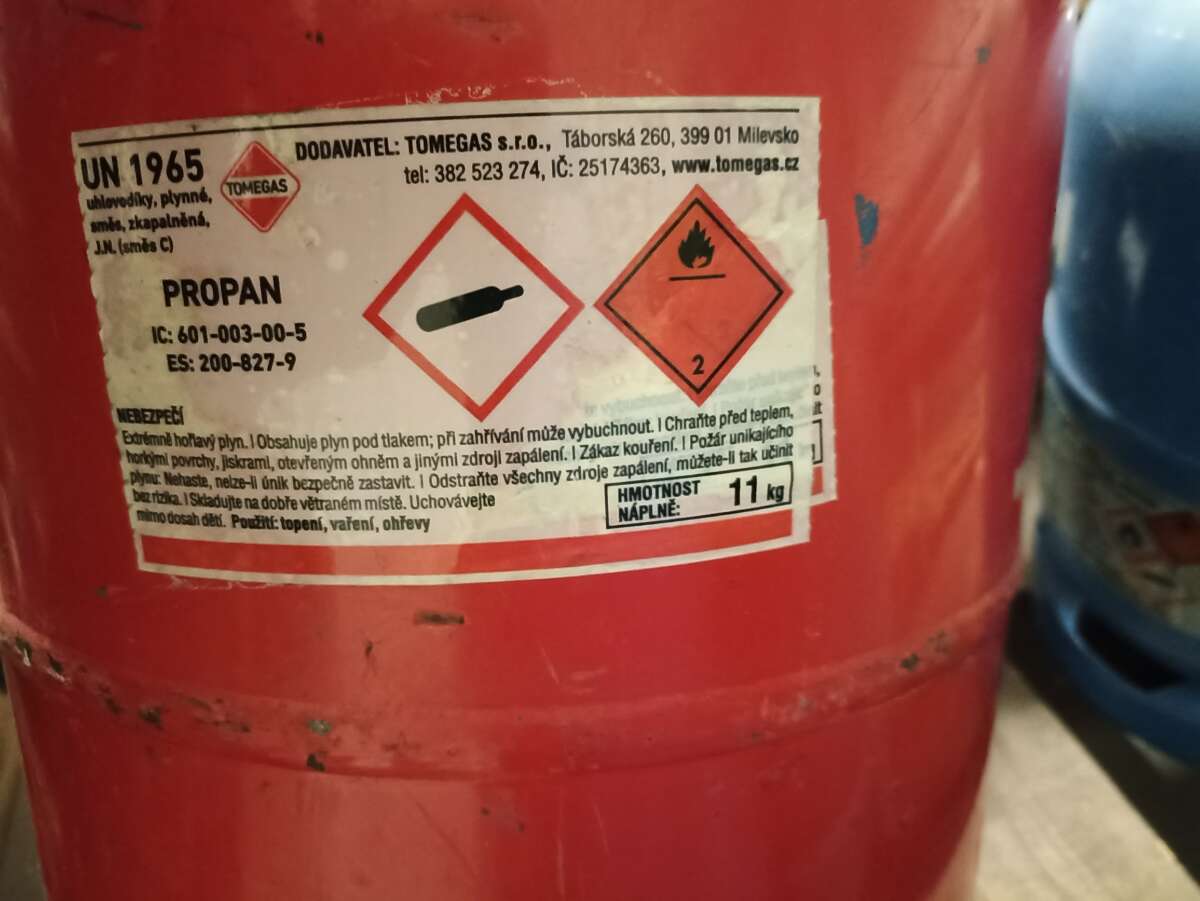 DODAVATEL: TOMEGAS s.r.o., Táborská 260, 399 01 Milevsko
tel: 382 523 274, IČ: 25174363, www.tomegas.cz
UN 1965
uhlovodíky, plynné,
směs, zkapalněná,
J.N. (směs C)
TOMEGAS
PROPAN
IC: 601-003-00-5
ES: 200-827-9
2
NEBEZPEČÍ
Extrémně hořlavý plyn. I Obsahuje plyn pod tlakem; při zahřívání může vybuchnout. I Chraňte před teplem,
horkými povrchy, jiskrami, otevřeným ohněm a jinými zdroji zapálení. I Zákaz kouření. I Požár unikajícího
plynu: Nehaste, nelze-li únik bezpečně zastavit. I Odstraňte všechny zdroje zapálení, můžete-li tak učinit
bez rizika. I Skladujte na dobře větraném místě. Uchovávejte
mimo dosah dětí. Použití: topení, vaření, ohřevy
HMOTNOST
NÁPLNĚ: 11 kg